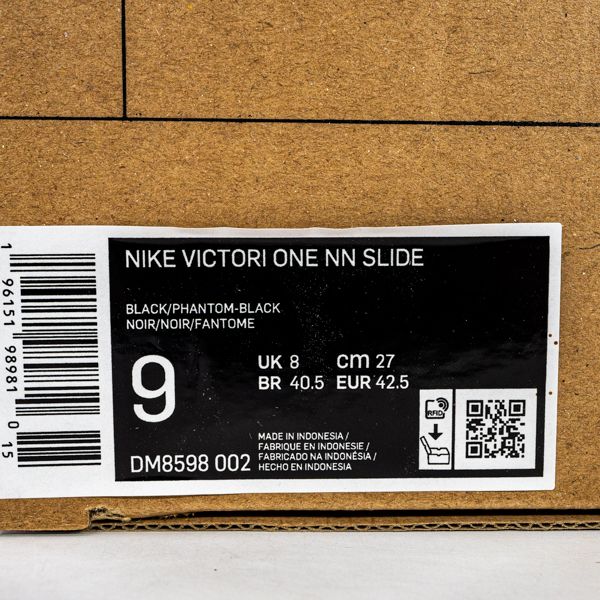 NIKE VICTORI ONE NN SLIDE
BLACK/PHANTOM-BLACK
NOIR/NOIR/FANTOME
9
UK 8 cm 27
BR 40.5 EUR 42.5
DM8598 002
MADE IN INDONESIA /
FABRIQUE EN INDONESIE /
FABRICADO NA INDONÉSIA /
HECHO EN INDONESIA
RFID
1 96151 98981 0 15